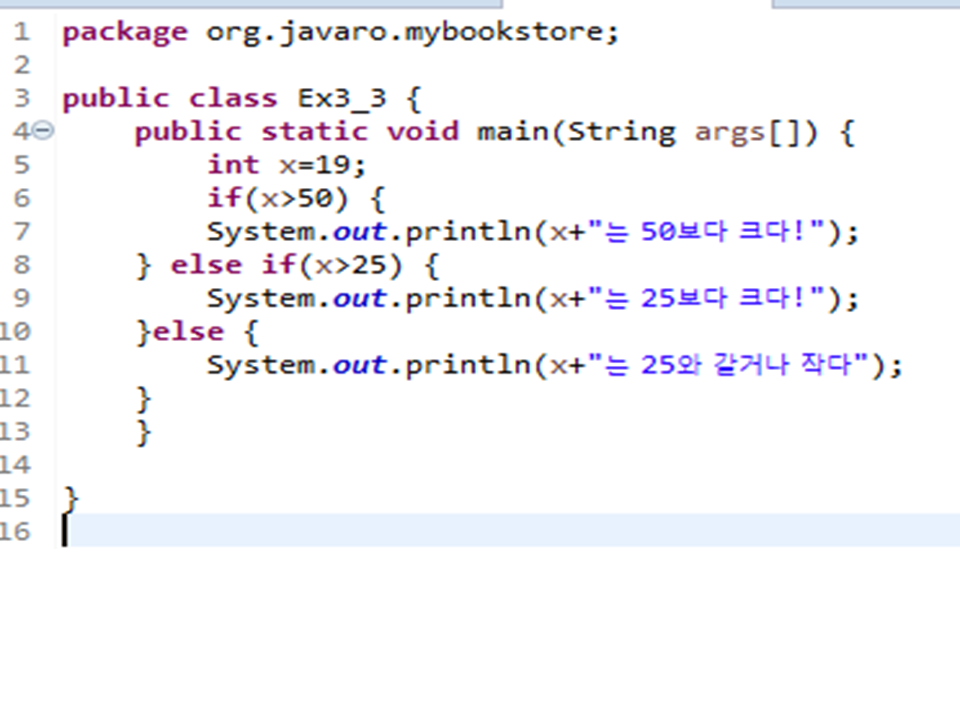 1 package org.javaro.mybookstore;
2
3 public class Ex3_3 {
4 public static void main(String args[]) {
5 int x=19;
6 if(x>50) {
7 System.out.println(x+"는 50보다 크다!");
8 } else if(x>25) {
9 System.out.println(x+"는 25보다 크다!");
10 }else {
11 System.out.println(x+"는 25와 같거나 작다");
12 }
13 }
14
15 }
16